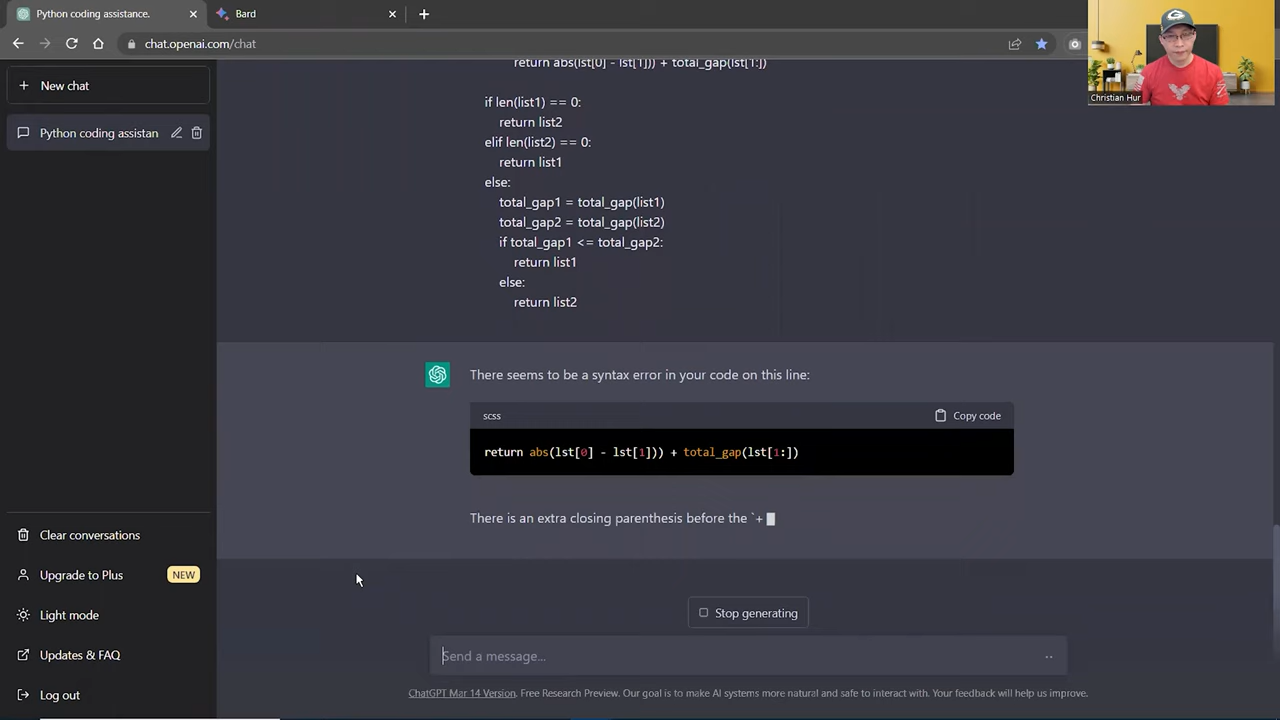 Python coding assistance.
Bard
chat.openai.com/chat
Christian Hur
New chat
Python coding assistan
return abs(lst[0] - lst[1])) + total_gap(lst[1:])
if len(list1) == 0:
return list2
elif len(list2) == 0:
return list1
else:
total_gap1 = total_gap(list1)
total_gap2 = total_gap(list2)
if total_gap1 <= total_gap2:
return list1
else:
return list2
There seems to be a syntax error in your code on this line:
scss
Copy code
return abs(lst[0] - lst[1])) + total_gap(lst[1:])
There is an extra closing parenthesis before the `+
Clear conversations
Upgrade to Plus
NEW
Light mode
Updates & FAQ
Log out
Stop generating
Send a message...
ChatGPT Mar 14 Version. Free Research Preview. Our goal is to make AI systems more natural and safe to interact with. Your feedback will help us improve.